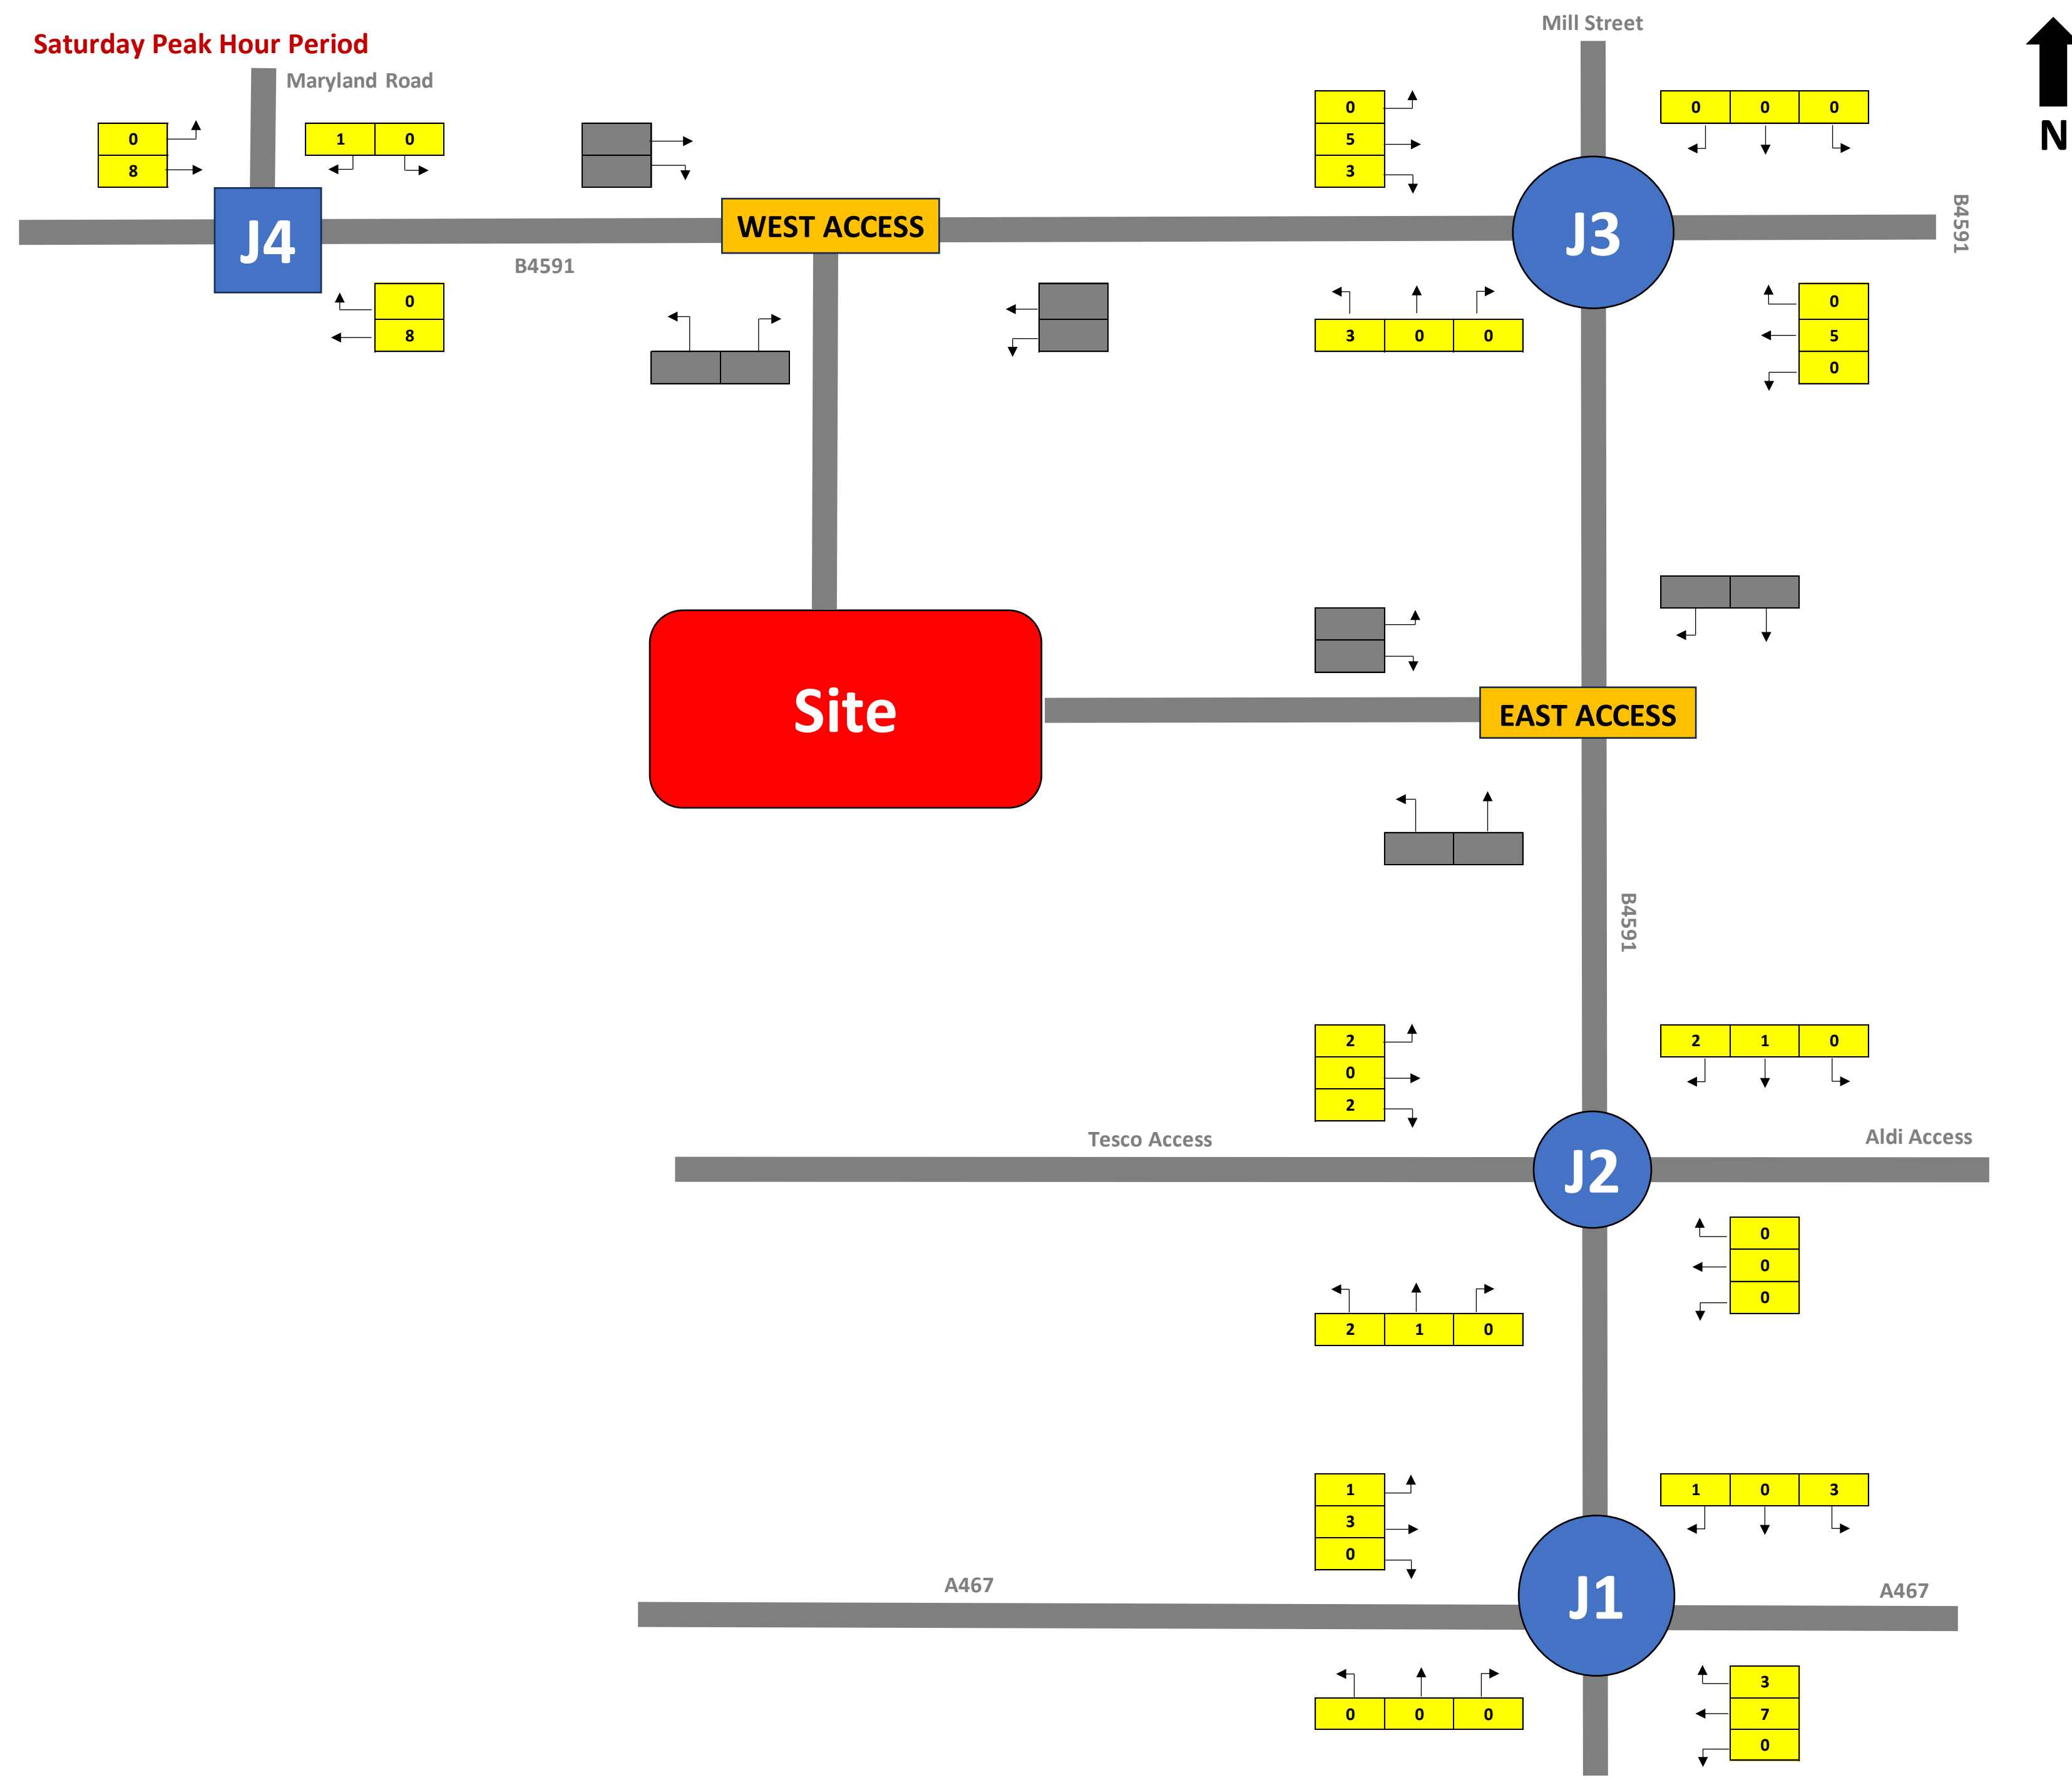 Mill Street
Saturday Peak Hour Period
Maryland Road
N
0
5
3
0 0 0
0
8
1 0
B4591
WEST ACCESS
J4
J3
B4591
0
8
3 0 0
0
5
0
Site
EAST ACCESS
B4591
2
0
2
2 1 0
Tesco Access
Aldi Access
J2
0
0
0
2 1 0
1
3
0
1 0 3
A467
A467
J1
0 0 0
3
7
0